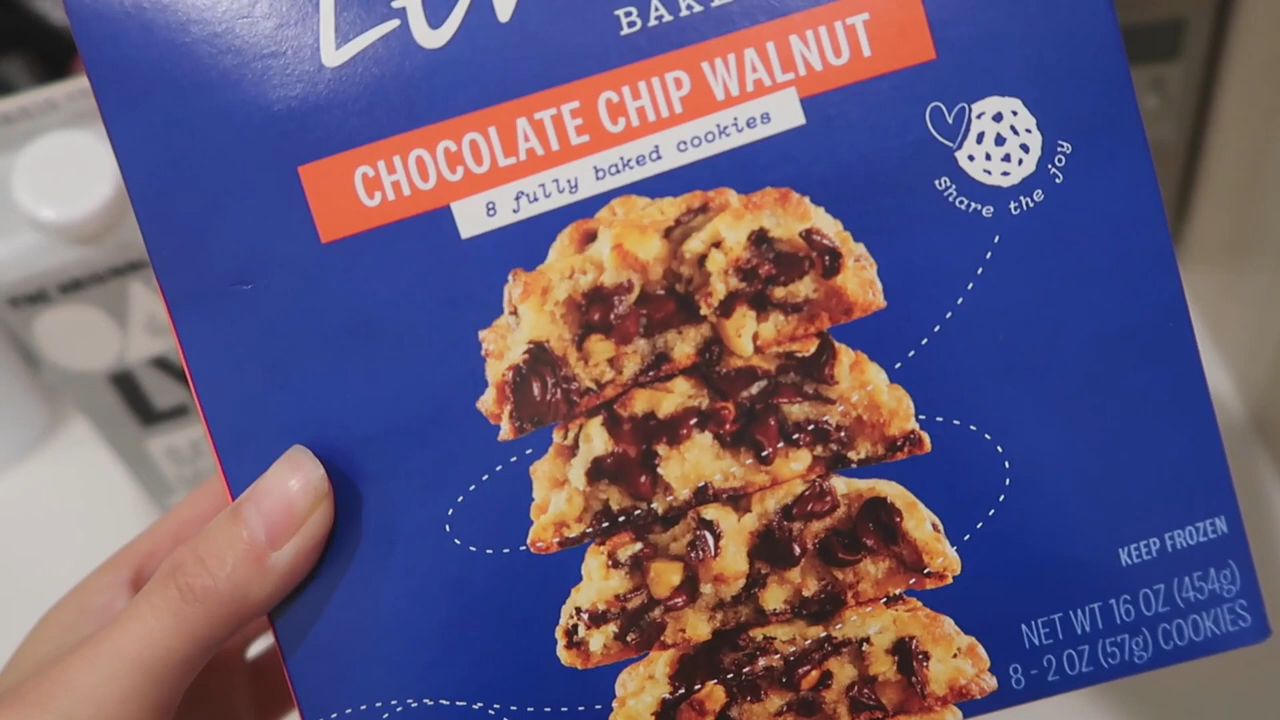 CHOCOLATE CHIP WALNUT
8 fully baked cookies
Share the joy
KEEP FROZEN
NET WT 16 OZ (454g)
8 - 2 OZ (57g) COOKIES